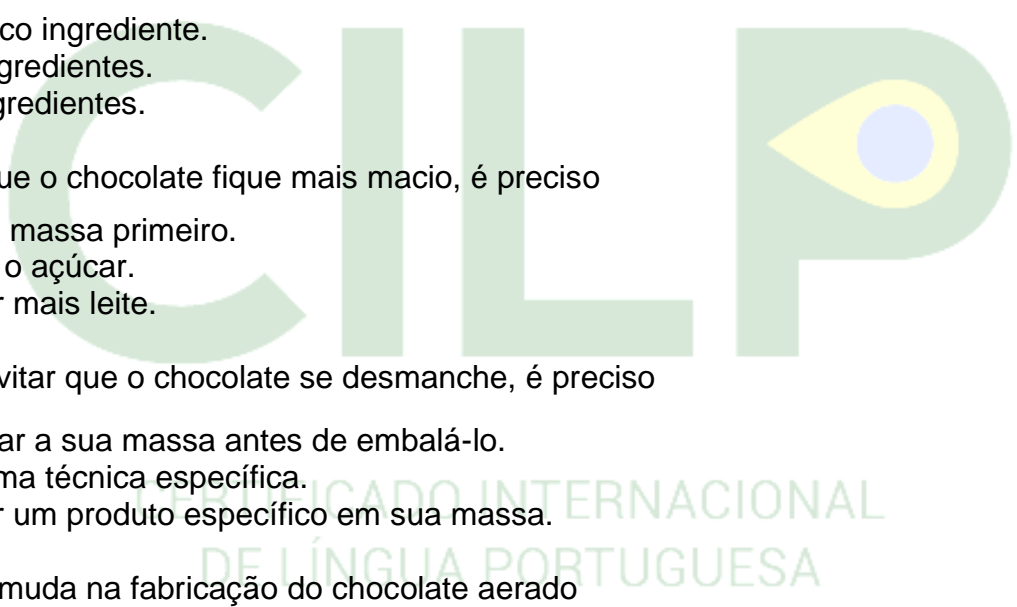 co ingrediente.
gredientes.
gredientes.
ue o chocolate fique mais macio, é preciso
massa primeiro.
o açúcar.
r mais leite.
vitar que o chocolate se desmanche, é preciso
ar a sua massa antes de embalá-lo.
ma técnica específica.
r um produto específico em sua massa.
muda na fabricação do chocolate aerado
CILP
CERTIFICADO INTERNACIONAL
DE LÍNGUA PORTUGUESA